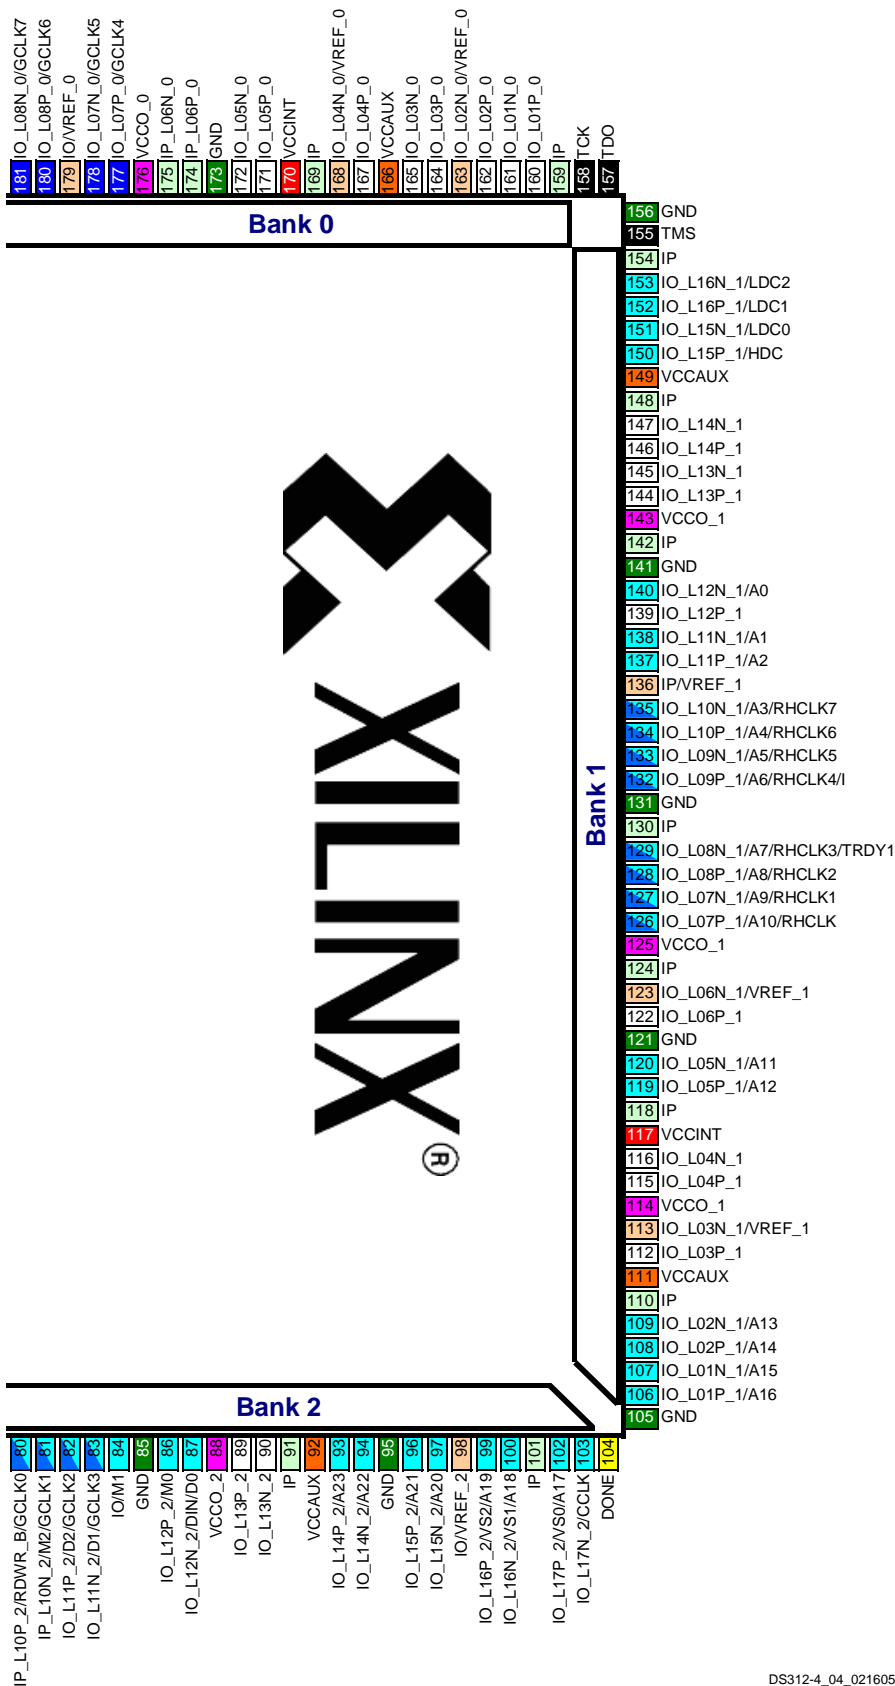 181 IO_L08N_0/GCLK7
180 IO_L08P_0/GCLK6
179 IO/VREF_0
178 IO_L07N_0/GCLK5
177 IO_L07P_0/GCLK4
176 VCCO_0
175 IP_L06N_0
174 IP_L06P_0
173 GND
172 IO_L05N_0
171 IO_L05P_0
170 VCCINT
169 IP
168 IO_L04N_0/VREF_0
167 IO_L04P_0
166 VCCAUX
165 IO_L03N_0
164 IO_L03P_0
163 IO_L02N_0/VREF_0
162 IO_L02P_0
161 IO_L01N_0
160 IO_L01P_0
159 IP
158 TCK
157 TDO
Bank 0
156 GND
155 TMS
154 IP
153 IO_L16N_1/LDC2
152 IO_L16P_1/LDC1
151 IO_L15N_1/LDC0
150 IO_L15P_1/HDC
149 VCCAUX
148 IP
147 IO_L14N_1
146 IO_L14P_1
145 IO_L13N_1
144 IO_L13P_1
143 VCCO_1
142 IP
141 GND
140 IO_L12N_1/A0
139 IO_L12P_1
138 IO_L11N_1/A1
137 IO_L11P_1/A2
136 IP/VREF_1
135 IO_L10N_1/A3/RHCLK7
134 IO_L10P_1/A4/RHCLK6
133 IO_L09N_1/A5/RHCLK5
132 IO_L09P_1/A6/RHCLK4/I
131 GND
130 IP
129 IO_L08N_1/A7/RHCLK3/TRDY1
128 IO_L08P_1/A8/RHCLK2
127 IO_L07N_1/A9/RHCLK1
126 IO_L07P_1/A10/RHCLK
125 VCCO_1
124 IP
123 IO_L06N_1/VREF_1
122 IO_L06P_1
121 GND
120 IO_L05N_1/A11
119 IO_L05P_1/A12
118 IP
117 VCCINT
116 IO_L04N_1
115 IO_L04P_1
114 VCCO_1
113 IO_L03N_1/VREF_1
112 IO_L03P_1
111 VCCAUX
110 IP
109 IO_L02N_1/A13
108 IO_L02P_1/A14
107 IO_L01N_1/A15
106 IO_L01P_1/A16
105 GND
Bank 1
XILINX
®
Bank 2
80 IP_L10P_2/RDWR_B/GCLK0
81 IP_L10N_2/M2/GCLK1
82 IO_L11P_2/D2/GCLK2
83 IO_L11N_2/D1/GCLK3
84 IO/M1
85 GND
86 IO_L12P_2/M0
87 IO_L12N_2/DIN/D0
88 VCCO_2
89 IO_L13P_2
90 IO_L13N_2
91 IP
92 VCCAUX
93 IO_L14P_2/A23
94 IO_L14N_2/A22
95 GND
96 IO_L15P_2/A21
97 IO_L15N_2/A20
98 IO/VREF_2
99 IO_L16P_2/VS2/A19
100 IO_L16N_2/VS1/A18
101 IP
102 IO_L17P_2/VS0/A17
103 IO_L17N_2/CCLK
104 DONE
DS312-4_04_021605